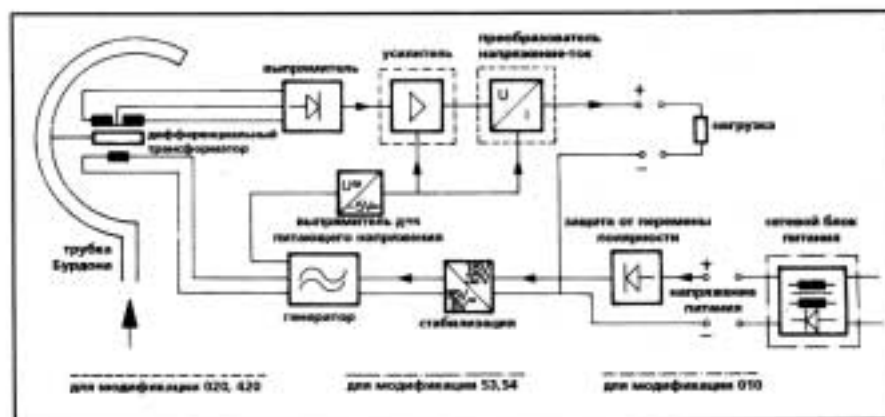 преобразователь
напряжение-ток
усилитель
выпрямитель
U
I
+
дифференциальный
трансформатор
нагрузка
–
выпрямитель для
питающего напряжения
защита от перемены
полярности
сетевой блок
питания
трубка
Бурдона
+
напряжение
питания
генератор
стабилизация
–
для модификации 020, 420
для модификации 53,54
для модификации 010